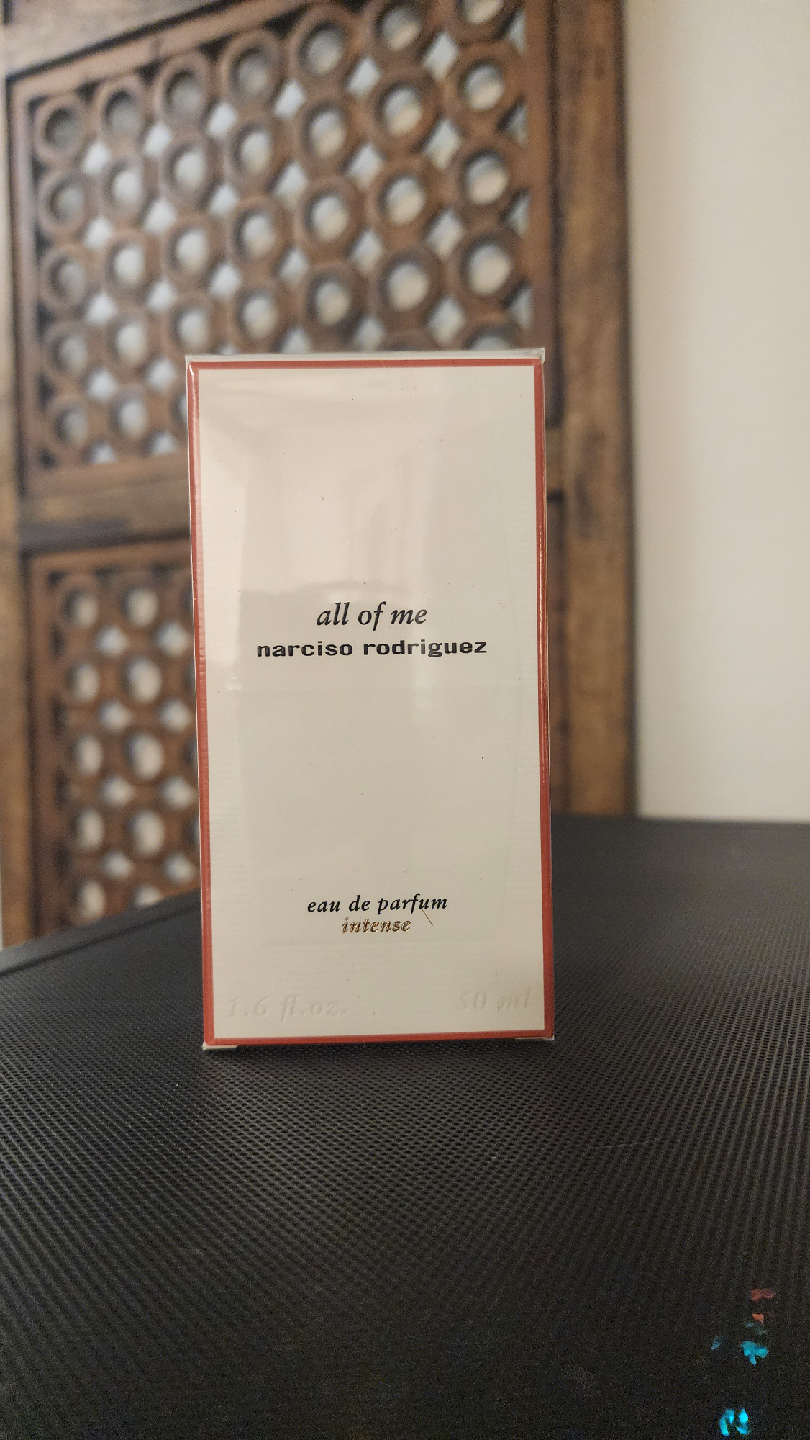 all of me
narciso rodriguez
eau de parfum
intense
1.6 fl.oz. 50 ml